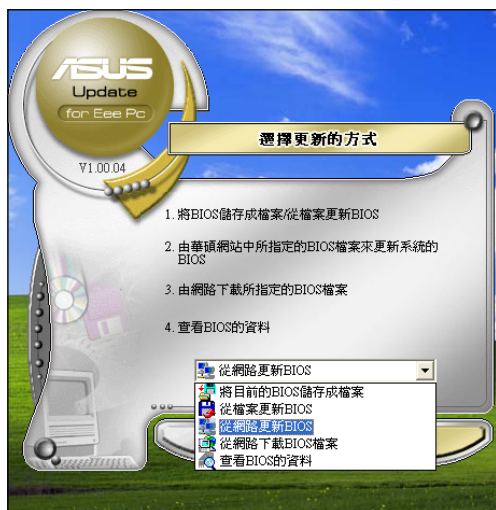 ASUS
Update
for Eee Pc
V1.00.04
選擇更新的方式
1. 將BIOS儲存成檔案/從檔案更新BIOS
2. 由華碩網站中所指定的BIOS檔案來更新系統的
BIOS
3. 由網路下載所指定的BIOS檔案
4. 查看BIOS的資料
從網路更新BIOS
將目前的BIOS儲存成檔案
從檔案更新BIOS
從網路更新BIOS
從網路下載BIOS檔案
查看BIOS的資料